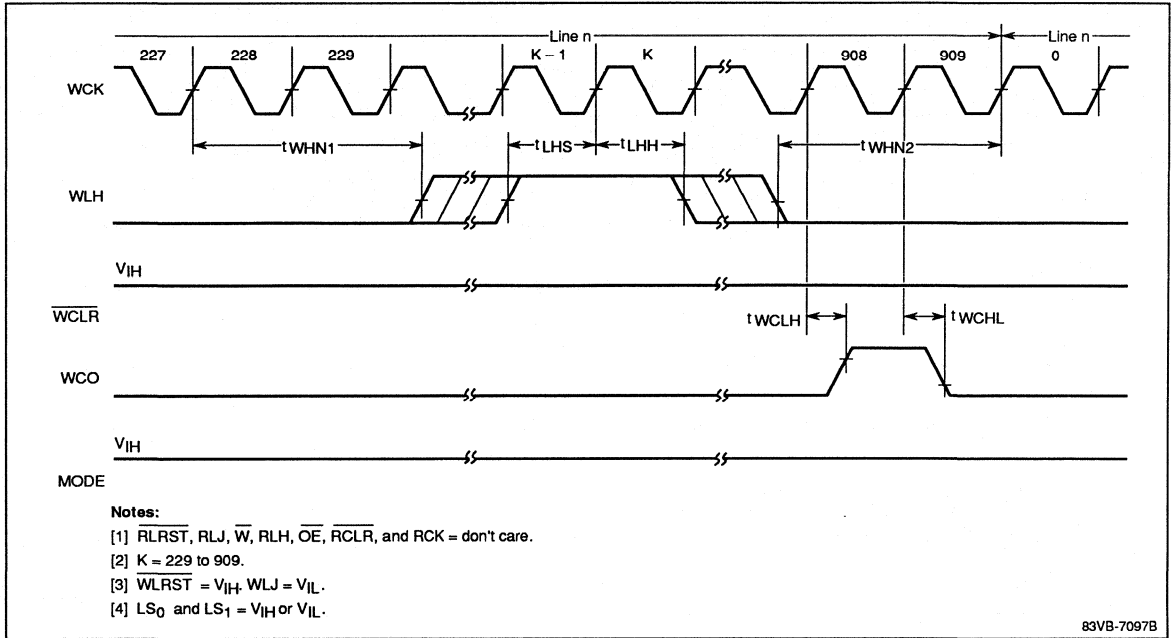 Line n Line n
227 228 229 K – 1 K 908 909 0
WCK
tWHN1 tLHS tLHH tWHN2
WLH
VIH
WCLR
tWCLH tWCHL
WCO
VIH
MODE
Notes:
[1] RLRST, RLJ, W, RLH, OE, RCLR, and RCK = don't care.
[2] K = 229 to 909.
[3] WLRST = VIH. WLJ = VIL.
[4] LS0 and LS1 = VIH or VIL.
83VB-7097B